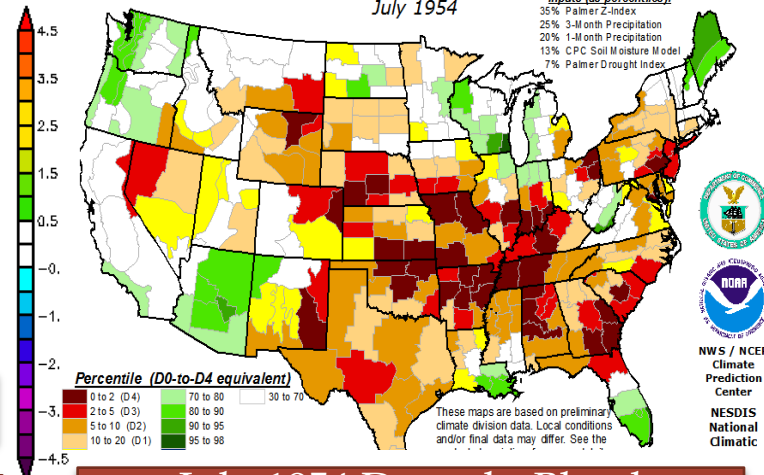 July 1954
35% Palmer Z-Index
25% 3-Month Precipitation
20% 1-Month Precipitation
13% CPC Soil Moisture Model
7% Palmer Drought Index
4.5
3.5
2.5
1.5
0.5
-0.
-1.
-2.
-3.
-4.5
NOAA
NWS / NCEP
Climate
Prediction
Center
NESDIS
National
Climatic
Percentile (D0-to-D4 equivalent)
0 to 2 (D4)
2 to 5 (D3)
5 to 10 (D2)
10 to 20 (D1)
70 to 80
80 to 90
90 to 95
95 to 98
30 to 70
These maps are based on preliminary
climate division data. Local conditions
and/or final data may differ. See the